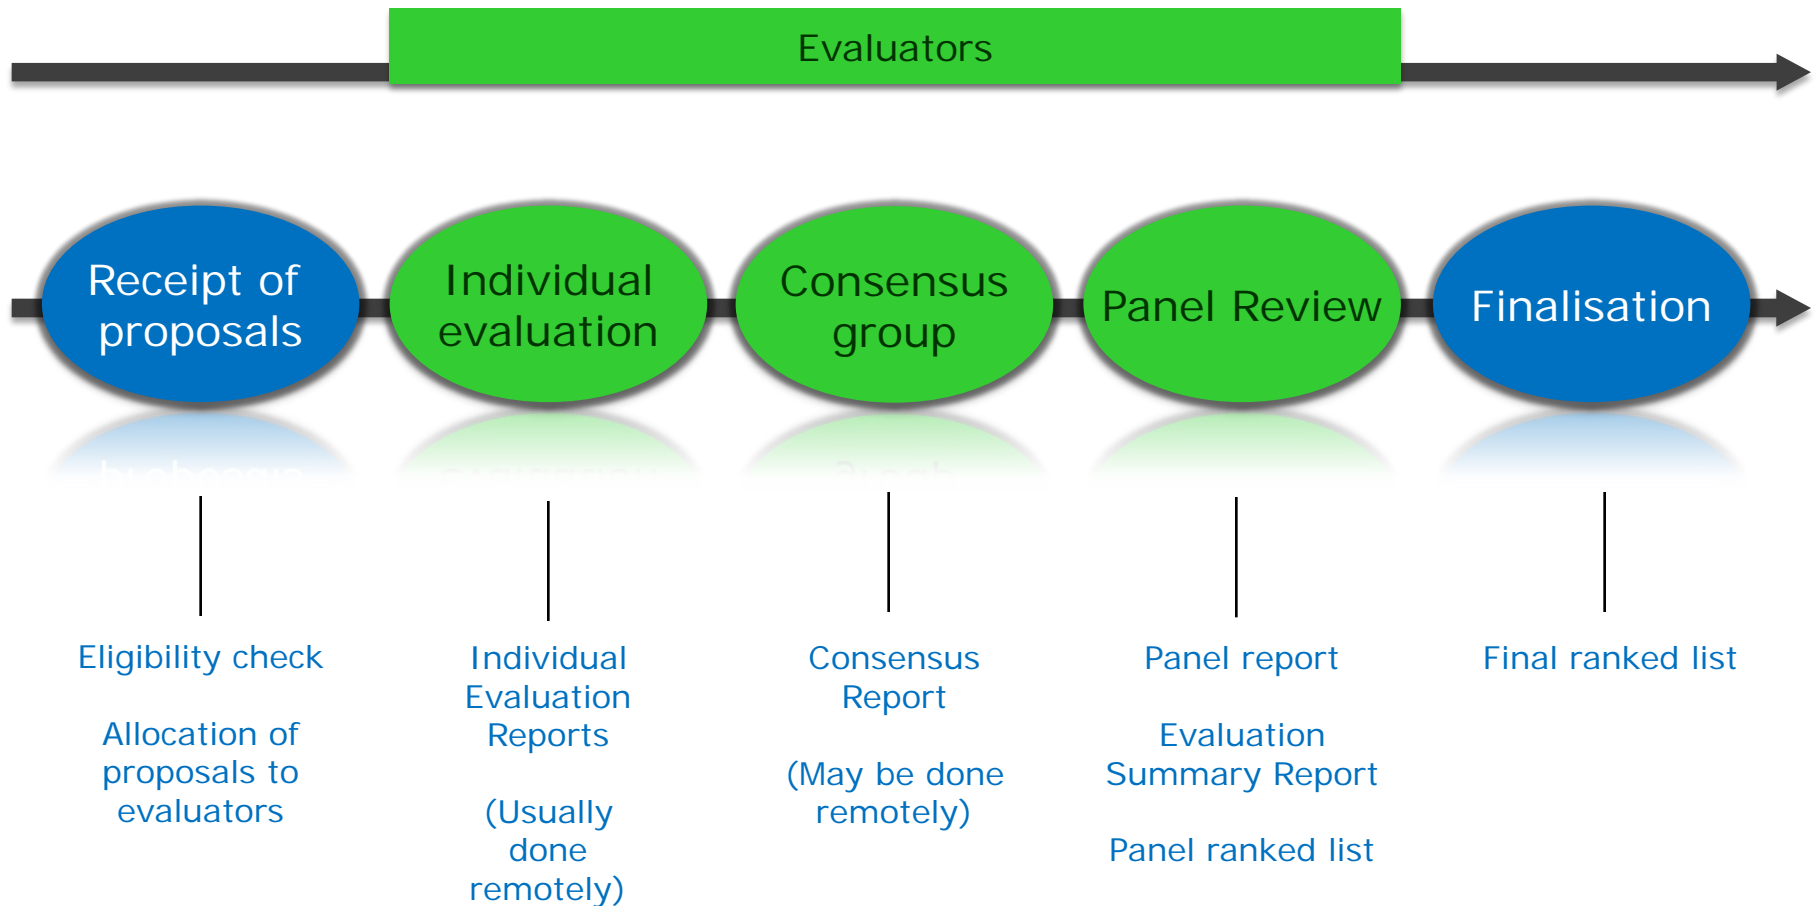 Evaluators
Receipt of
proposals
Individual
evaluation
Consensus
group
Panel Review
Finalisation
Eligibility check
Allocation of
proposals to
evaluators
Individual
Evaluation
Reports
(Usually
done
remotely)
Consensus
Report
(May be done
remotely)
Panel report
Evaluation
Summary Report
Panel ranked list
Final ranked list